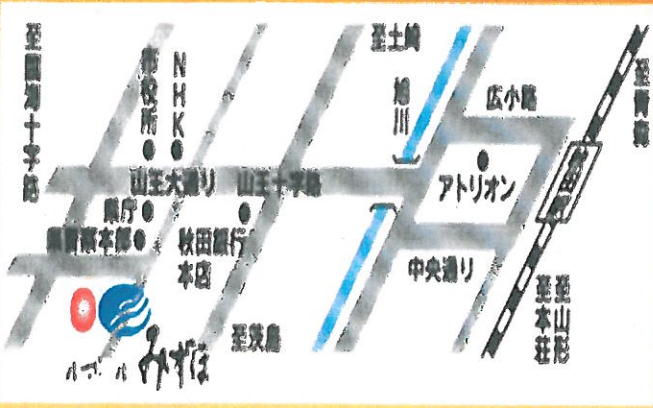 至臨海十字路
市役所
NHK
至土崎
旭川
広小路
至青森
山王大通り
山王十字路
アトリオン
秋田駅
県庁
県警察本部
秋田銀行
本店
中央通り
至山形
至本荘
至茨島
ルポール みずほ